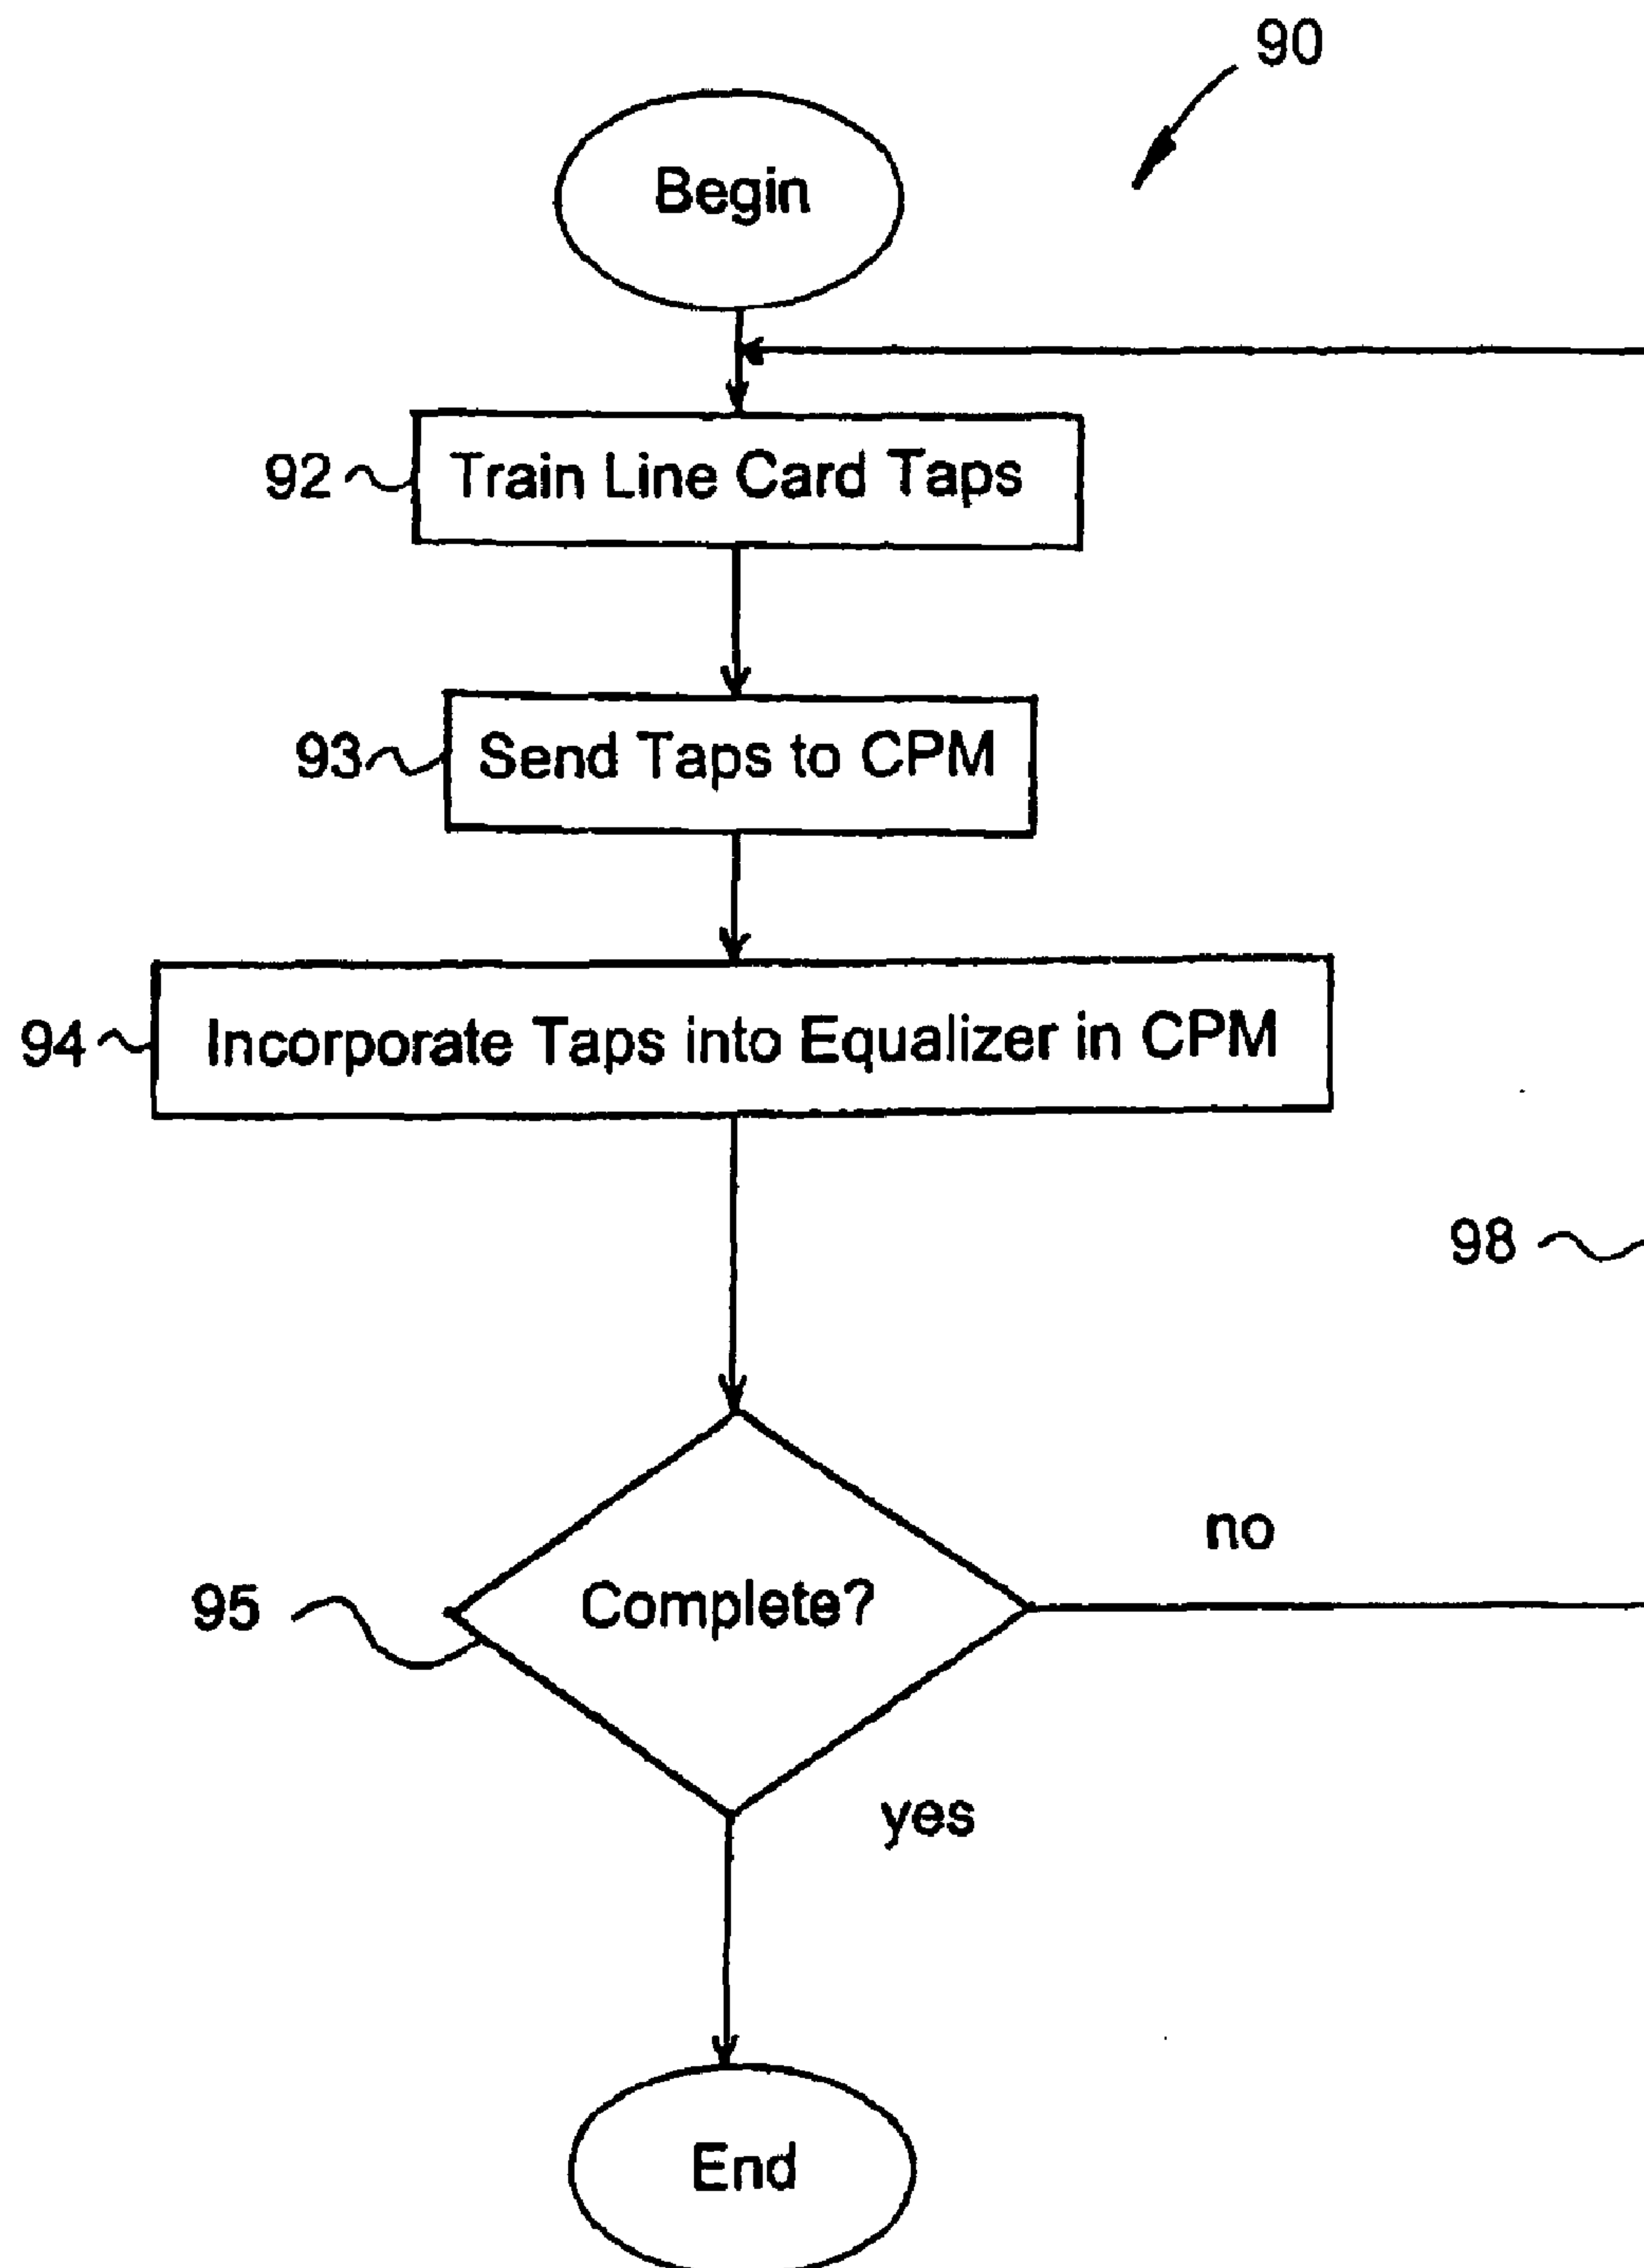 90
Begin
92 Train Line Card Taps
93 Send Taps to CPM
94 Incorporate Taps into Equalizer in CPM
98
no
95 Complete?
yes
End